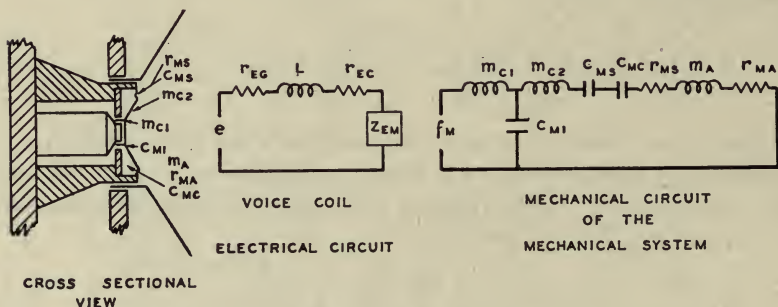 rMS
CMS
mC2
mC1
CM1
mA
rMA
CMC
CROSS SECTIONAL
VIEW
rEG L rEC
e
ZEM
VOICE COIL
ELECTRICAL CIRCUIT
mC1 mC2 CMS CMC rMS mA rMA
fM
CM1
MECHANICAL CIRCUIT
OF THE
MECHANICAL SYSTEM